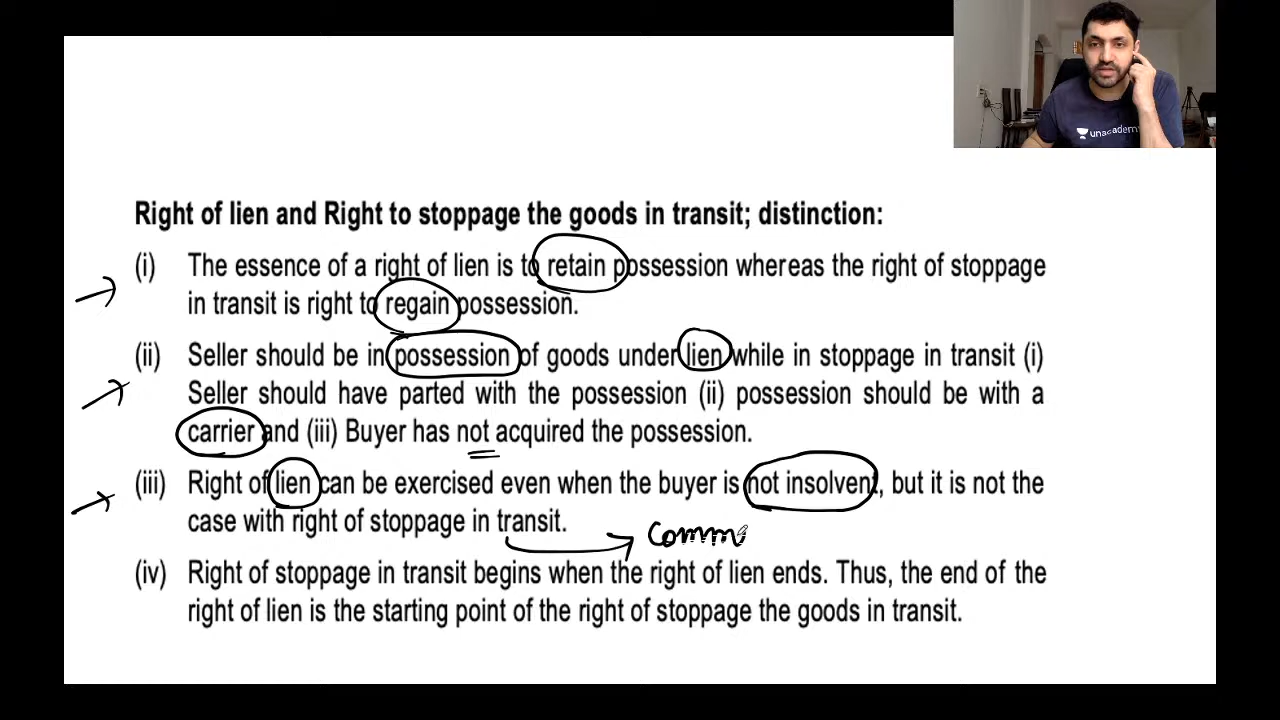 unacademy
Right of lien and Right to stoppage the goods in transit; distinction:
(i) The essence of a right of lien is to retain possession whereas the right of stoppage
in transit is right to regain possession.
(ii) Seller should be in possession of goods under lien while in stoppage in transit (i)
Seller should have parted with the possession (ii) possession should be with a
carrier and (iii) Buyer has not acquired the possession.
(iii) Right of lien can be exercised even when the buyer is not insolvent, but it is not the
case with right of stoppage in transit.
Comm
(iv) Right of stoppage in transit begins when the right of lien ends. Thus, the end of the
right of lien is the starting point of the right of stoppage the goods in transit.